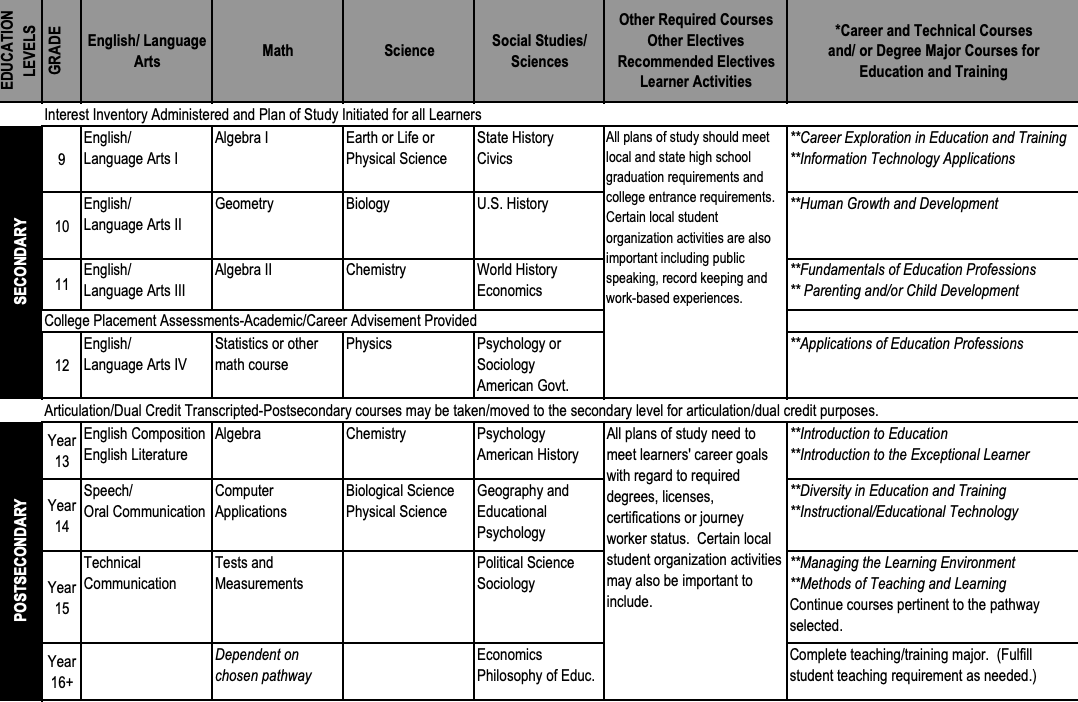 EDUCATION
LEVELS
GRADE
English/ Language
Arts
Math
Science
Social Studies/
Sciences
Other Required Courses
Other Electives
Recommended Electives
Learner Activities
*Career and Technical Courses
and/ or Degree Major Courses for
Education and Training
Interest Inventory Administered and Plan of Study Initiated for all Learners
SECONDARY
9
English/
Language Arts I
Algebra I
Earth or Life or
Physical Science
State History
Civics
All plans of study should meet
local and state high school
graduation requirements and
college entrance requirements.
Certain local student
organization activities are also
important including public
speaking, record keeping and
work-based experiences.
**Career Exploration in Education and Training
**Information Technology Applications
10
English/
Language Arts II
Geometry
Biology
U.S. History
**Human Growth and Development
11
English/
Language Arts III
Algebra II
Chemistry
World History
Economics
**Fundamentals of Education Professions
** Parenting and/or Child Development
College Placement Assessments-Academic/Career Advisement Provided
12
English/
Language Arts IV
Statistics or other
math course
Physics
Psychology or
Sociology
American Govt.
**Applications of Education Professions
Articulation/Dual Credit Transcripted-Postsecondary courses may be taken/moved to the secondary level for articulation/dual credit purposes.
POSTSECONDARY
Year
13
English Composition
English Literature
Algebra
Chemistry
Psychology
American History
All plans of study need to
meet learners' career goals
with regard to required
degrees, licenses,
certifications or journey
worker status.  Certain local
student organization activities
may also be important to
include.
**Introduction to Education
**Introduction to the Exceptional Learner
Year
14
Speech/
Oral Communication
Computer
Applications
Biological Science
Physical Science
Geography and
Educational
Psychology
**Diversity in Education and Training
**Instructional/Educational Technology
Year
15
Technical
Communication
Tests and
Measurements
Political Science
Sociology
**Managing the Learning Environment
**Methods of Teaching and Learning
Continue courses pertinent to the pathway
selected.
Year
16+
Dependent on
chosen pathway
Economics
Philosophy of Educ.
Complete teaching/training major.  (Fulfill
student teaching requirement as needed.)